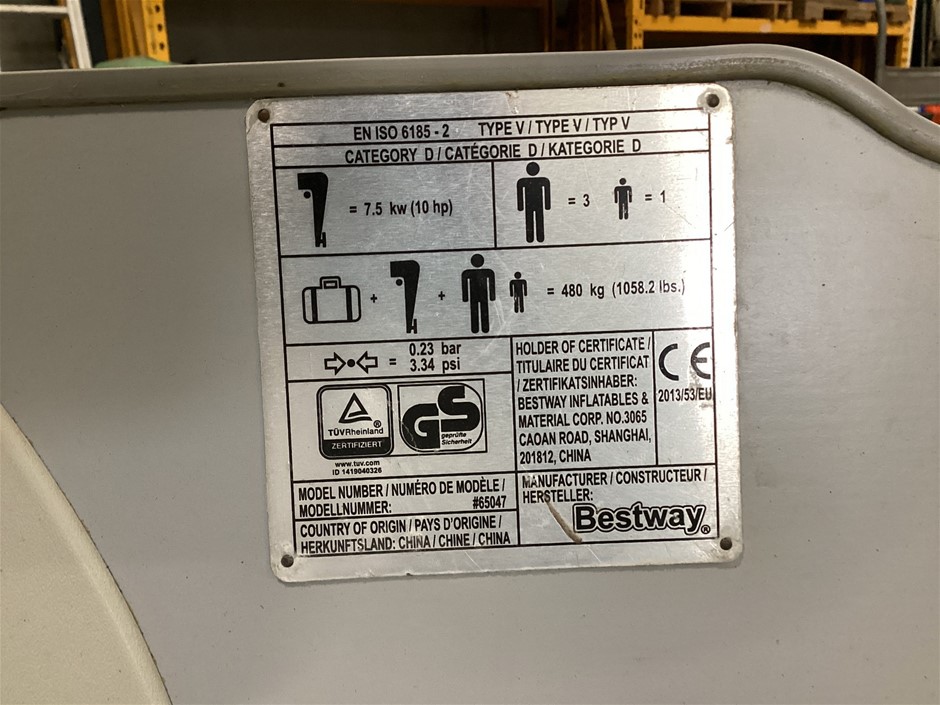 EN ISO 6185 - 2 TYPE V / TYPE V / TYP V
CATEGORY D / CATÉGORIE D / KATEGORIE D
= 7.5 kw (10 hp)
= 3
= 1
+ + = 480 kg (1058.2 lbs.)
= 0.23 bar
3.34 psi
HOLDER OF CERTIFICATE /
TITULAIRE DU CERTIFICAT
/ ZERTIFIKATSINHABER:
BESTWAY INFLATABLES &
MATERIAL CORP. NO.3065
CAOAN ROAD, SHANGHAI,
201812, CHINA
CE
2013/53/EU
TÜVRheinland
ZERTIFIZIERT
www.tuv.com
ID 1419040326
GS
geprüfte
Sicherheit
MODEL NUMBER / NUMÉRO DE MODÈLE /
MODELLNUMMER: #65047
COUNTRY OF ORIGIN / PAYS D'ORIGINE /
HERKUNFTSLAND: CHINA / CHINE / CHINA
MANUFACTURER / CONSTRUCTEUR /
HERSTELLER:
Bestway®